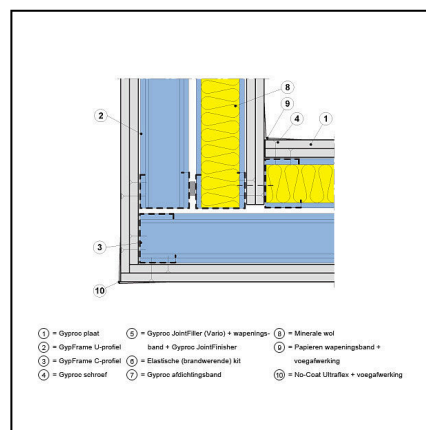 8
9
2
4
1
3
10
1 = Gyproc plaat
2 = GypFrame U-profiel
3 = GypFrame C-profiel
4 = Gyproc schroef
5 = Gyproc JointFiller (Vario) + wapenings-
band + Gyproc JointFinisher
6 = Elastische (brandwerende) kit
7 = Gyproc afdichtingsband
8 = Minerale wol
9 = Papieren wapeningsband +
voegafwerking
10 = No-Coat Ultraflex + voegafwerking